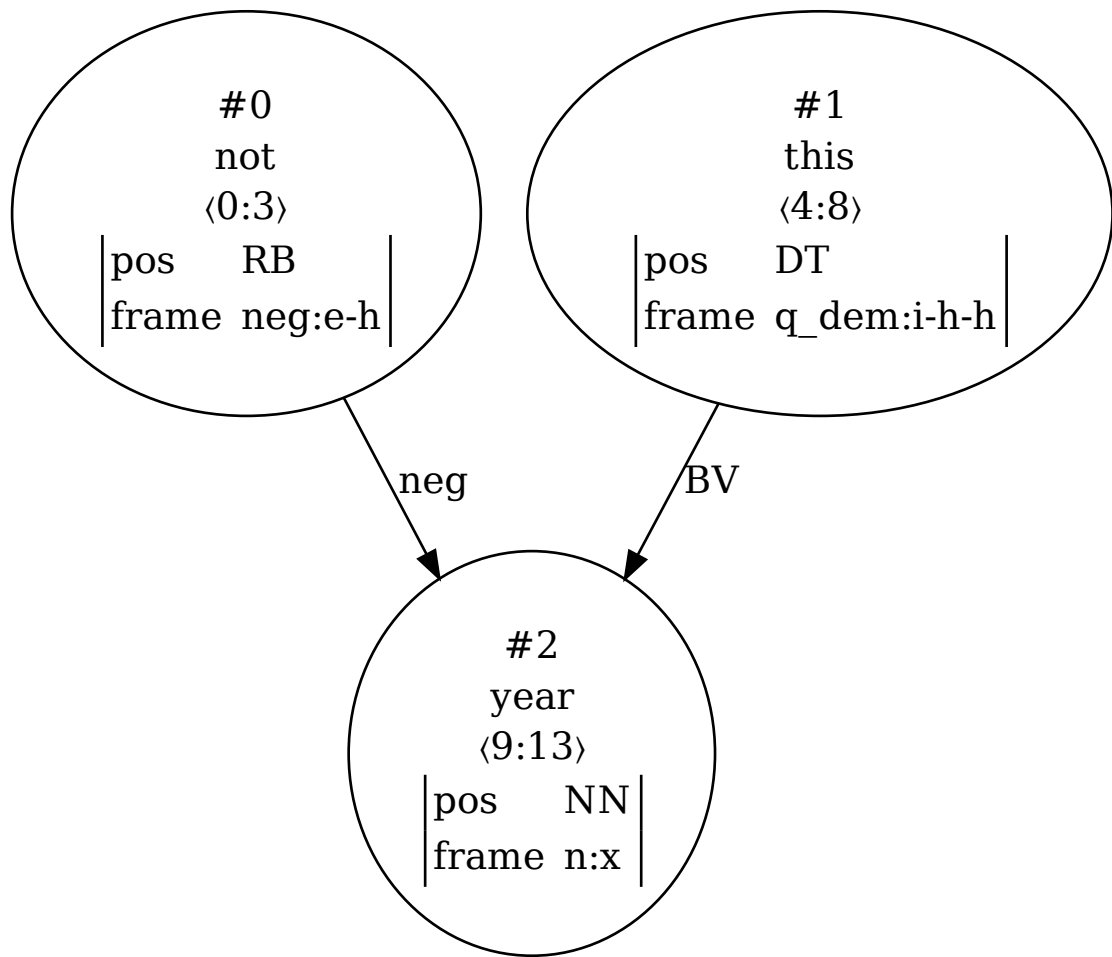 #0
not
⟨0:3⟩
pos RB
frame neg:e-h
#1
this
⟨4:8⟩
pos DT
frame q_dem:i-h-h
neg
BV
#2
year
⟨9:13⟩
pos NN
frame n:x